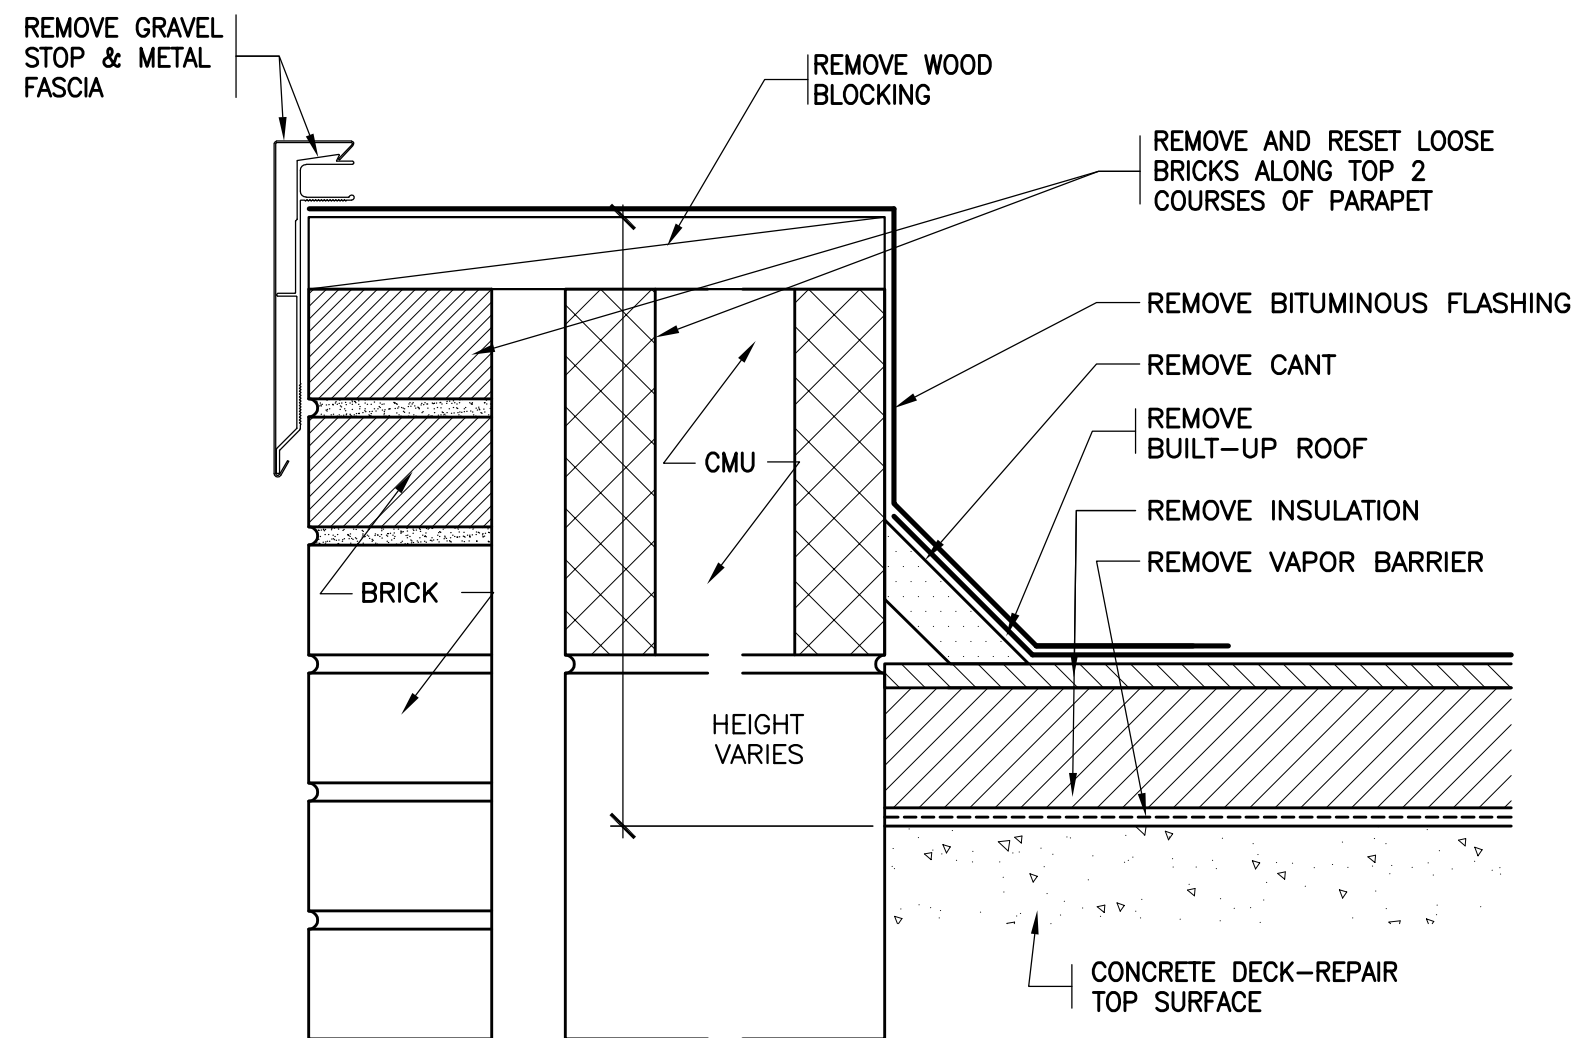 REMOVE GRAVEL
STOP & METAL
FASCIA
REMOVE WOOD
BLOCKING
REMOVE AND RESET LOOSE
BRICKS ALONG TOP 2
COURSES OF PARAPET
REMOVE BITUMINOUS FLASHING
REMOVE CANT
REMOVE
BUILT-UP ROOF
CMU
REMOVE INSULATION
REMOVE VAPOR BARRIER
BRICK
HEIGHT
VARIES
CONCRETE DECK-REPAIR
TOP SURFACE